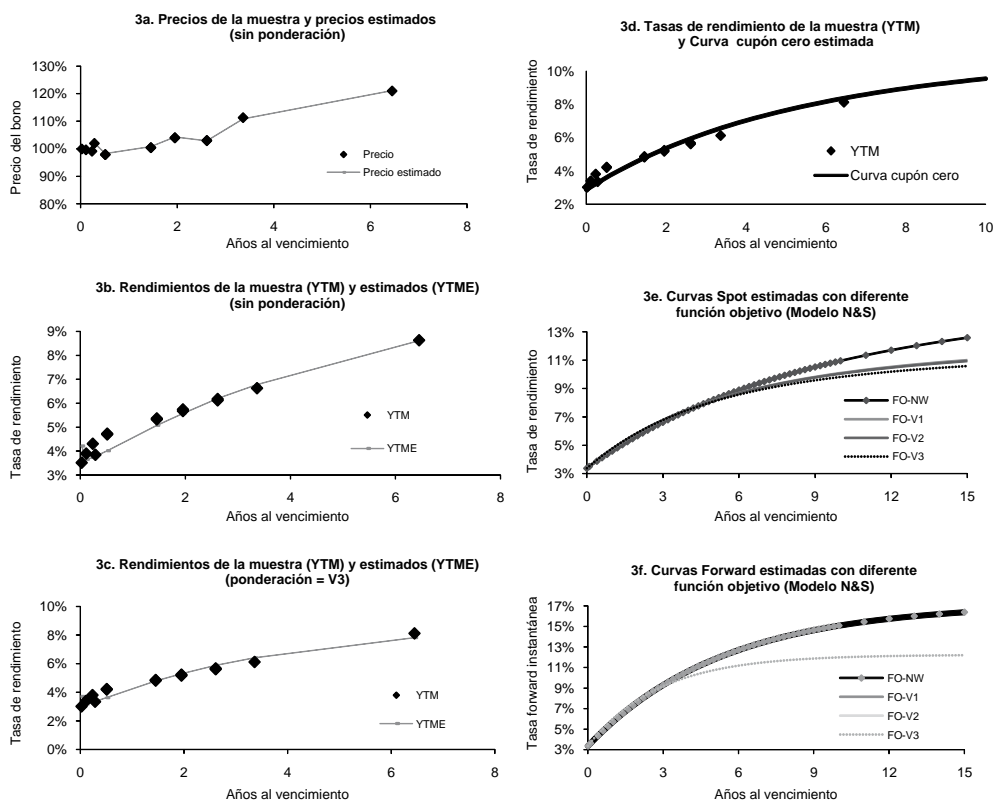 3a. Precios de la muestra y precios estimados
(sin ponderación)
Precio del bono
130%
120%
110%
100%
90%
80%
0
2
4
6
8
Años al vencimiento
Precio
Precio estimado
3d. Tasas de rendimiento de la muestra (YTM)
y Curva cupón cero estimada
Tasa de rendimiento
10%
8%
6%
4%
2%
0
2
4
6
8
10
Años al vencimiento
YTM
Curva cupón cero
3b. Rendimientos de la muestra (YTM) y estimados (YTME)
(sin ponderación)
Tasa de rendimiento
9%
8%
7%
6%
5%
4%
3%
0
2
4
6
8
Años al vencimiento
YTM
YTME
3e. Curvas Spot estimadas con diferente
función objetivo (Modelo N&S)
Tasa de rendimiento
13%
11%
9%
7%
5%
3%
0
3
6
9
12
15
Años al vencimiento
FO-NW
FO-V1
FO-V2
FO-V3
3c. Rendimientos de la muestra (YTM) y estimados (YTME)
(ponderación = V3)
Tasa de rendimiento
10%
8%
6%
4%
2%
0%
0
2
4
6
8
Años al vencimiento
YTM
YTME
3f. Curvas Forward estimadas con diferente
función objetivo (Modelo N&S)
Tasa forward instantánea
17%
15%
13%
11%
9%
7%
5%
3%
0
3
6
9
12
15
Años al vencimiento
FO-NW
FO-V1
FO-V2
FO-V3